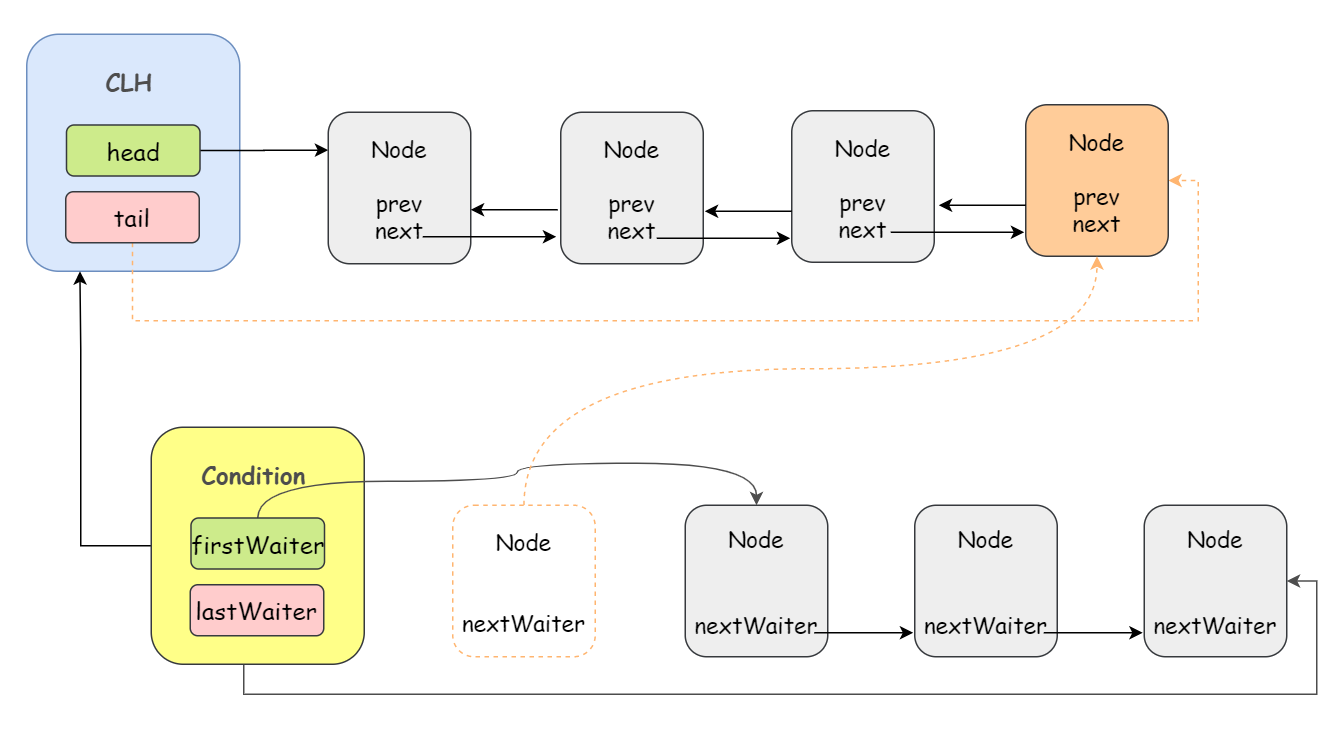 CLH
head
tail
Node
prev
next
Node
prev
next
Node
prev
next
Node
prev
next
Condition
firstWaiter
lastWaiter
Node
nextWaiter
Node
nextWaiter
Node
nextWaiter
Node
nextWaiter